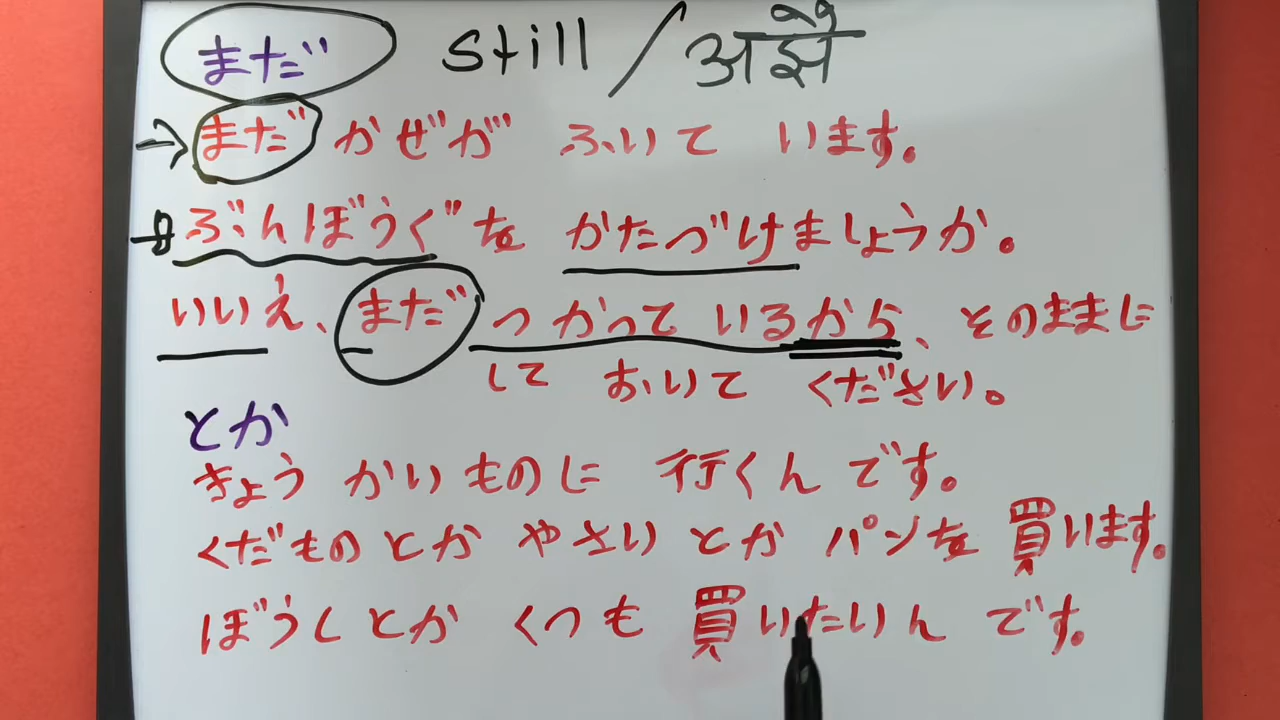 まだ still / अझै
→ まだ かぜが ふいて います。
→ ぶんぼうぐを かたづけましょうか。
いいえ、まだ つかって いるから、そのままに
して おいて ください。
とか
きょう かいものに 行くんです。
くだものとか やさいとか パンを 買います。
ぼうしとか くつも 買いたいん です。